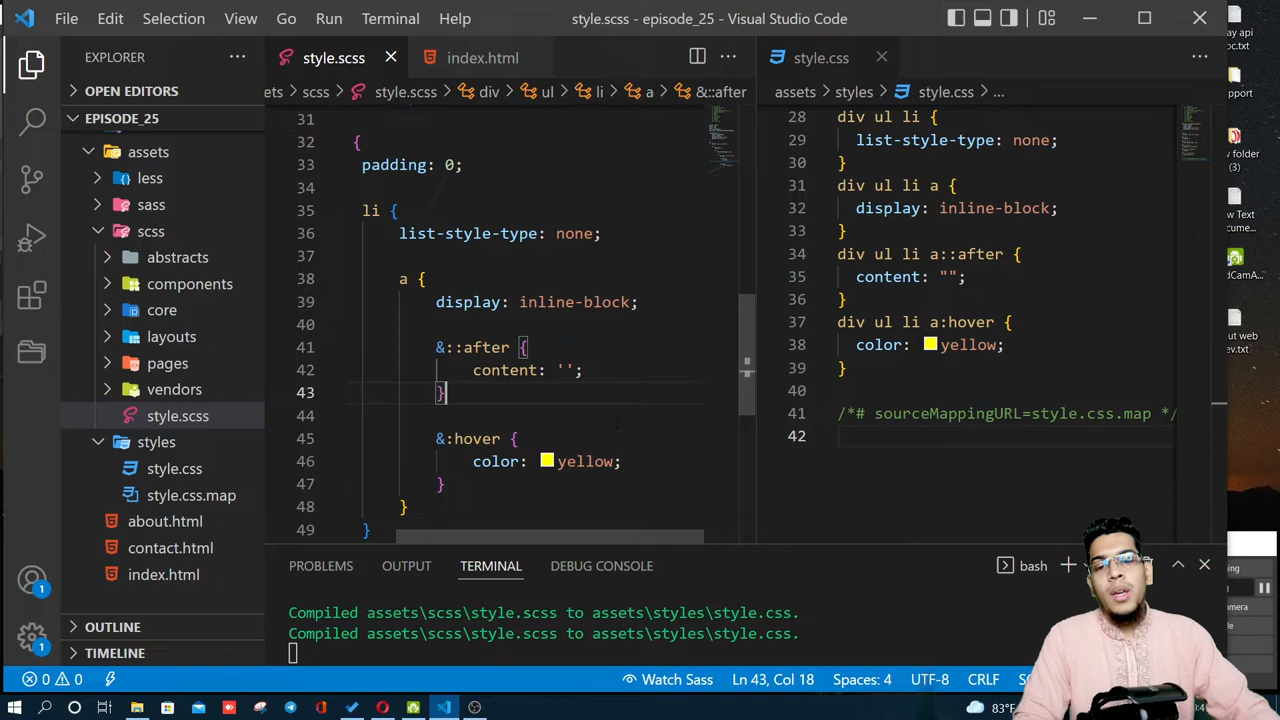 File Edit Selection View Go Run Terminal Help style.scss - episode_25 - Visual Studio Code
EXPLORER
OPEN EDITORS
EPISODE_25
assets
less
sass
scss
abstracts
components
core
layouts
pages
vendors
style.scss
styles
style.css
style.css.map
about.html
contact.html
index.html
OUTLINE
TIMELINE
style.scss index.html
ets scss style.scss div ul li a &::after
31
32 {
33 padding: 0;
34
35 li {
36 list-style-type: none;
37
38 a {
39 display: inline-block;
40
41 &::after {
42 content: '';
43 }
44
45 &:hover {
46 color: yellow;
47 }
48 }
49 }
style.css
assets styles style.css ...
28 div ul li {
29 list-style-type: none;
30 }
31 div ul li a {
32 display: inline-block;
33 }
34 div ul li a::after {
35 content: "";
36 }
37 div ul li a:hover {
38 color: yellow;
39 }
40
41 /*# sourceMappingURL=style.css.map */
42
PROBLEMS OUTPUT TERMINAL DEBUG CONSOLE bash
Compiled assets\scss\style.scss to assets\styles\style.css.
Compiled assets\scss\style.scss to assets\styles\style.css.
1
1
0 0 Watch Sass Ln 43, Col 18 Spaces: 4 UTF-8 CRLF
83°F